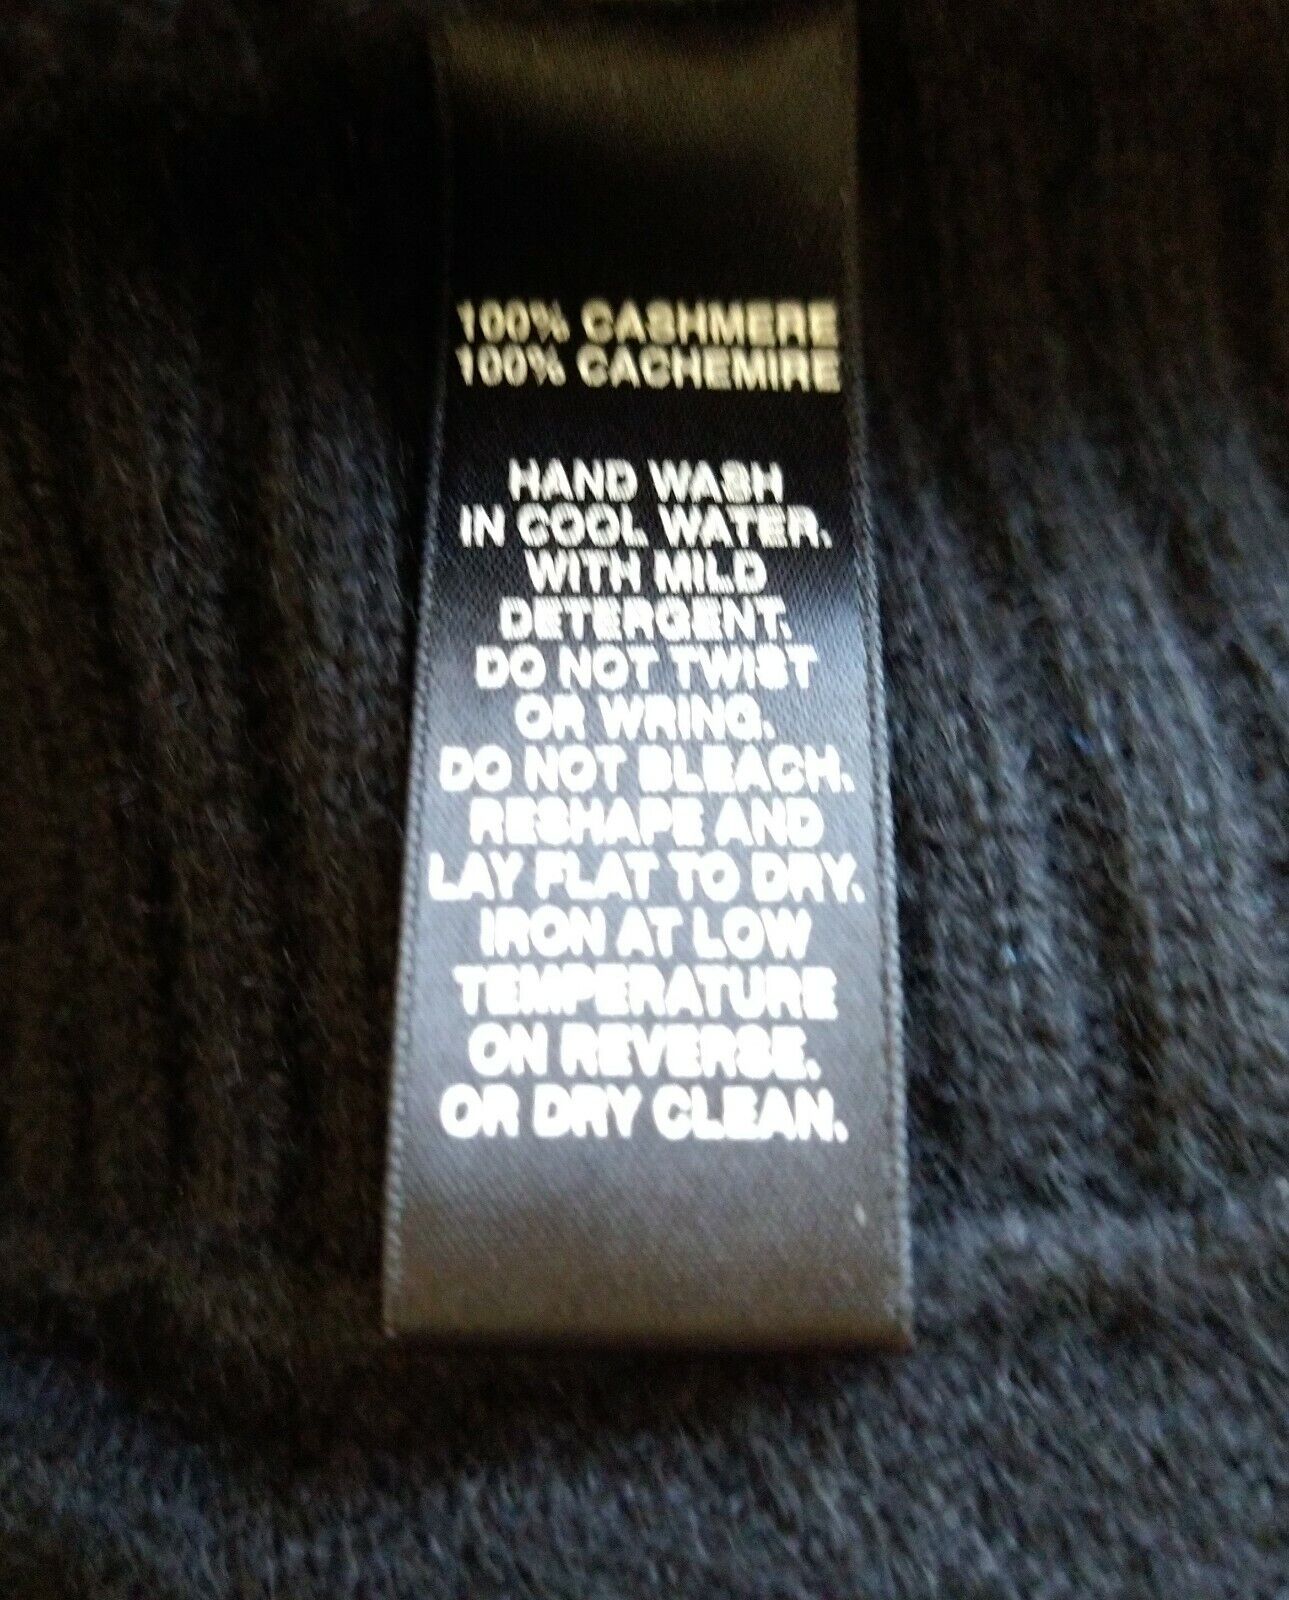 100% CASHMERE
100% CACHEMIRE
HAND WASH
IN COOL WATER.
WITH MILD
DETERGENT.
DO NOT TWIST
OR WRING.
DO NOT BLEACH.
RESHAPE AND
LAY FLAT TO DRY.
IRON AT LOW
TEMPERATURE
ON REVERSE.
OR DRY CLEAN.